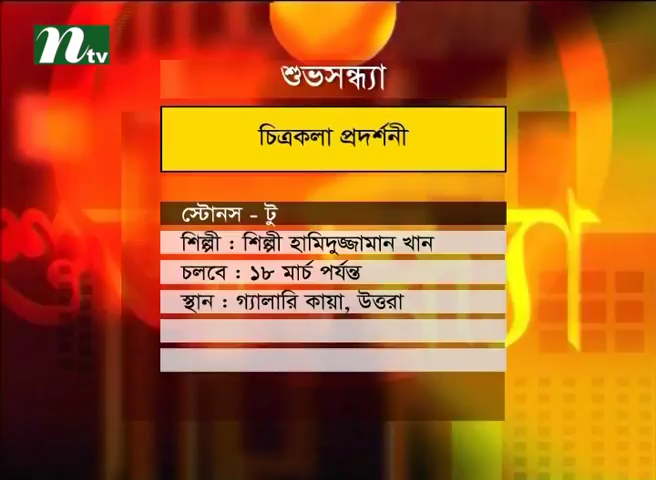 ntv
শুভসন্ধ্যা
চিত্রকলা প্রদর্শনী
স্টোনস - টু
শিল্পী : শিল্পী হামিদুজ্জামান খান
চলবে : ১৮ মার্চ পর্যন্ত
স্থান : গ্যালারি কায়া, উত্তরা